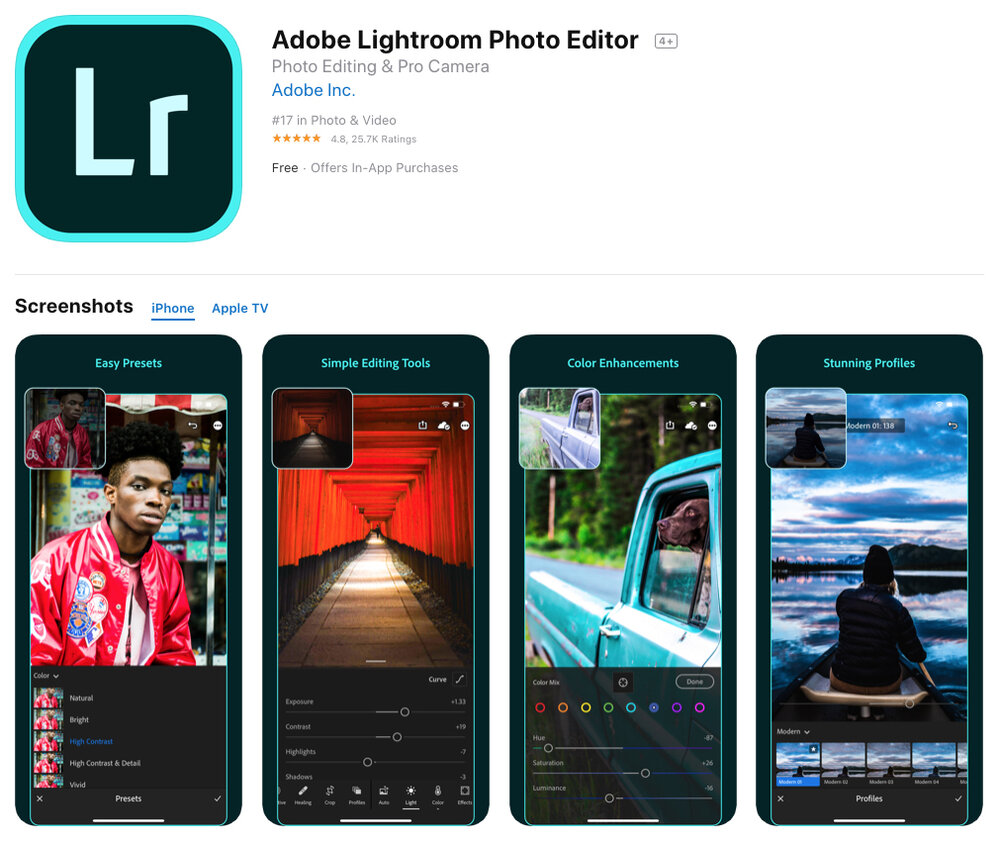 Lr
Adobe Lightroom Photo Editor 4+
Photo Editing & Pro Camera
Adobe Inc.
#17 in Photo & Video
4.8, 25.7K Ratings
Free · Offers In-App Purchases
Screenshots iPhone Apple TV
Easy Presets
Color
Natural
Bright
High Contrast
High Contrast & Detail
Vivid
Presets
Simple Editing Tools
Curve
Exposure +1.33
Contrast +19
Highlights -7
Shadows -3
Healing Crop Profiles Auto Light Color Effects
Color Enhancements
Color Mix Done
Hue -87
Saturation +26
Luminance -16
Stunning Profiles
Modern 01: 138
Modern
Modern 01 Modern 02 Modern 03 Modern 04
Profiles